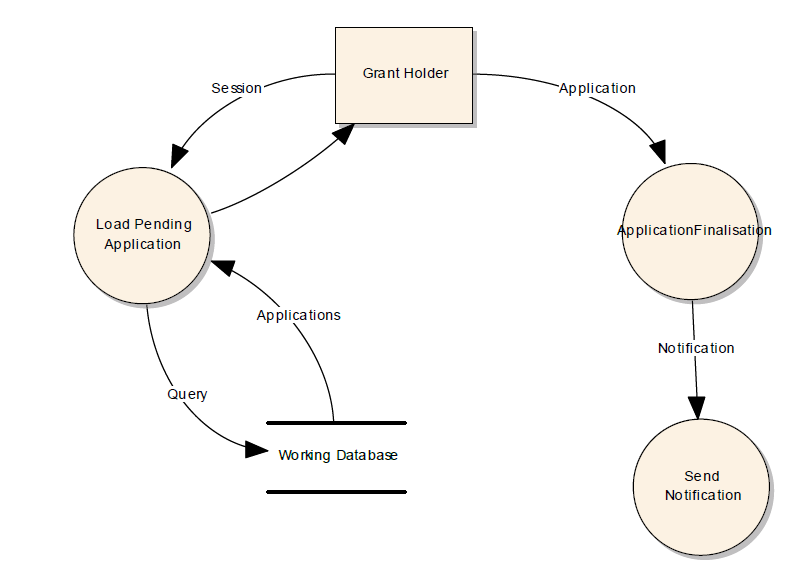 Grant Holder
Session
Application
Load Pending
Application
ApplicationFinalisation
Applications
Notification
Query
Working Database
Send
Notification